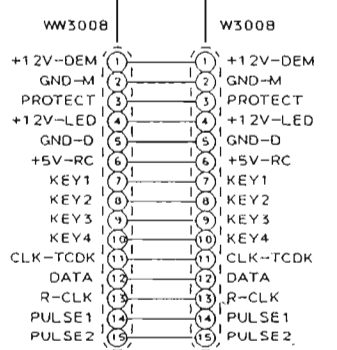 WW3008 W3008
+12V-DEM 1 1 +12V-DEM
GND-M 2 2 GND-M
PROTECT 3 3 PROTECT
+12V-LED 4 4 +12V-LED
GND-D 5 5 GND-D
+5V-RC 6 6 +5V-RC
KEY1 7 7 KEY1
KEY2 8 8 KEY2
KEY3 9 9 KEY3
KEY4 10 10 KEY4
CLK-TCDK 11 11 CLK-TCDK
DATA 12 12 DATA
R-CLK 13 13 R-CLK
PULSE1 14 14 PULSE1
PULSE2 15 15 PULSE2